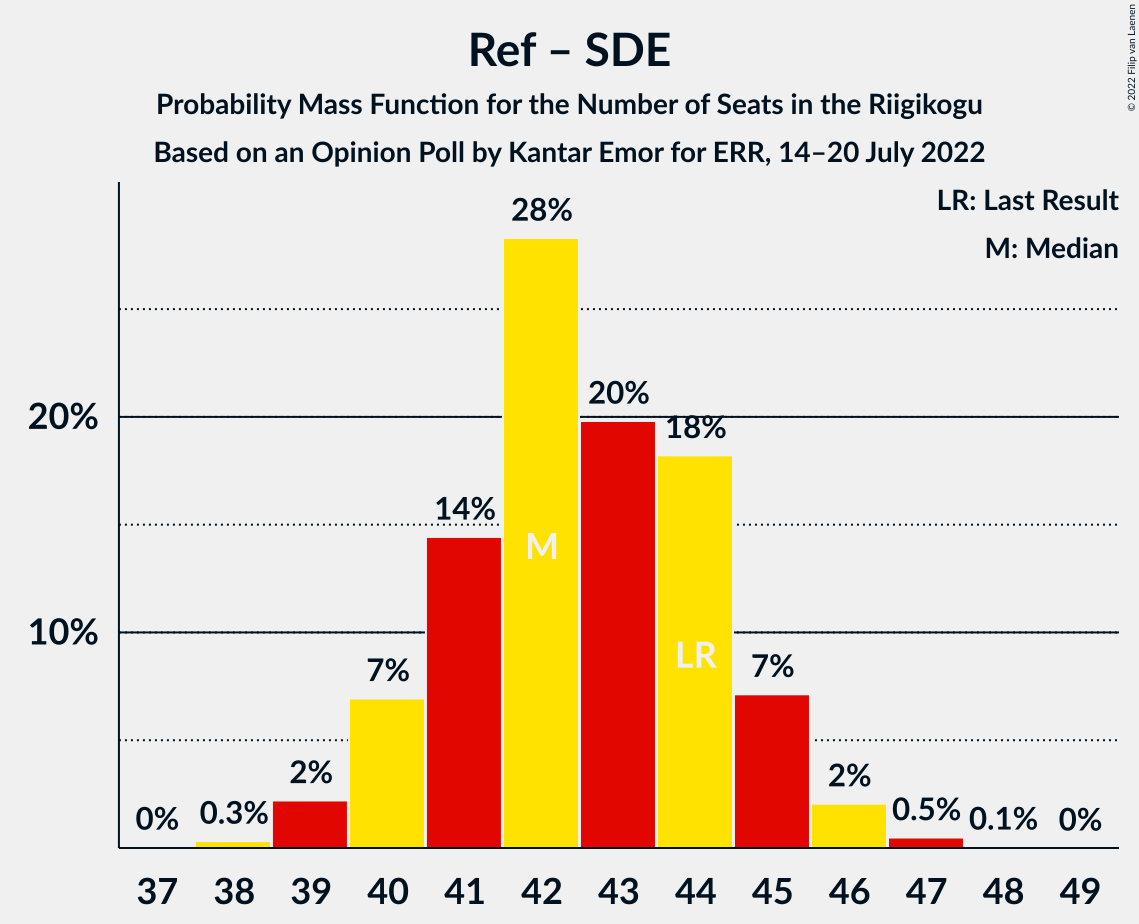 Ref – SDE
Probability Mass Function for the Number of Seats in the Riigikogu
Based on an Opinion Poll by Kantar Emor for ERR, 14–20 July 2022
© 2022 Filip van Laenen
LR: Last Result
M: Median
28%
20%
20%
18%
14%
M
10%
LR
7%
7%
2%
2%
0%
0.3%
0.5%
0.1%
0%
37 38 39 40 41 42 43 44 45 46 47 48 49